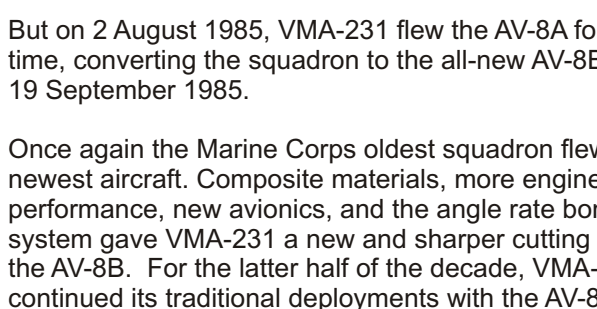 But on 2 August 1985, VMA-231 flew the AV-8A fo
time, converting the squadron to the all-new AV-8B
19 September 1985.
Once again the Marine Corps oldest squadron flew
newest aircraft. Composite materials, more engine
performance, new avionics, and the angle rate bo
system gave VMA-231 a new and sharper cutting
the AV-8B.  For the latter half of the decade, VMA-
continued its traditional deployments with the AV-8